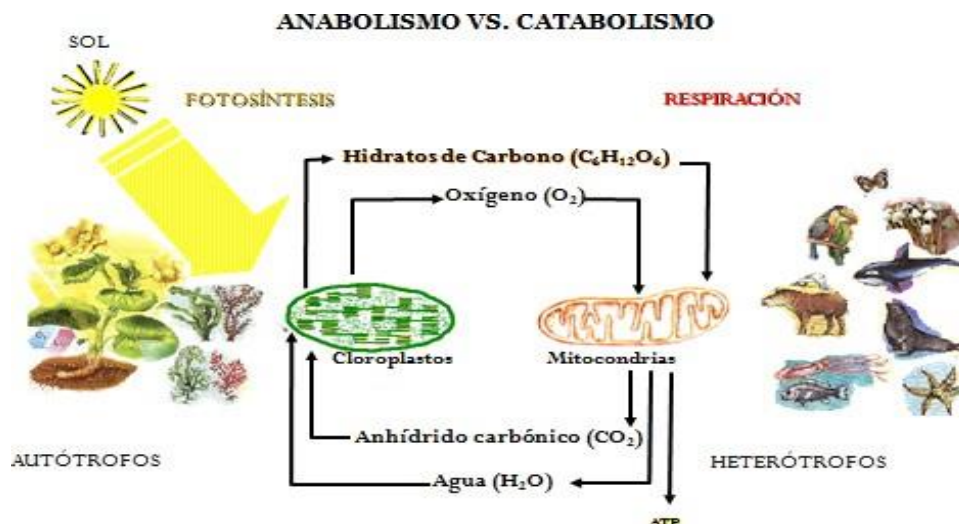 ANABOLISMO VS. CATABOLISMO
SOL
FOTOSÍNTESIS
RESPIRACIÓN
Hidratos de Carbono (C₆H₁₂O₆)
Oxígeno (O₂)
Cloroplastos
Mitocondrias
Anhídrido carbónico (CO₂)
AUTÓTROFOS
HETERÓTROFOS
Agua (H₂O)
ATP